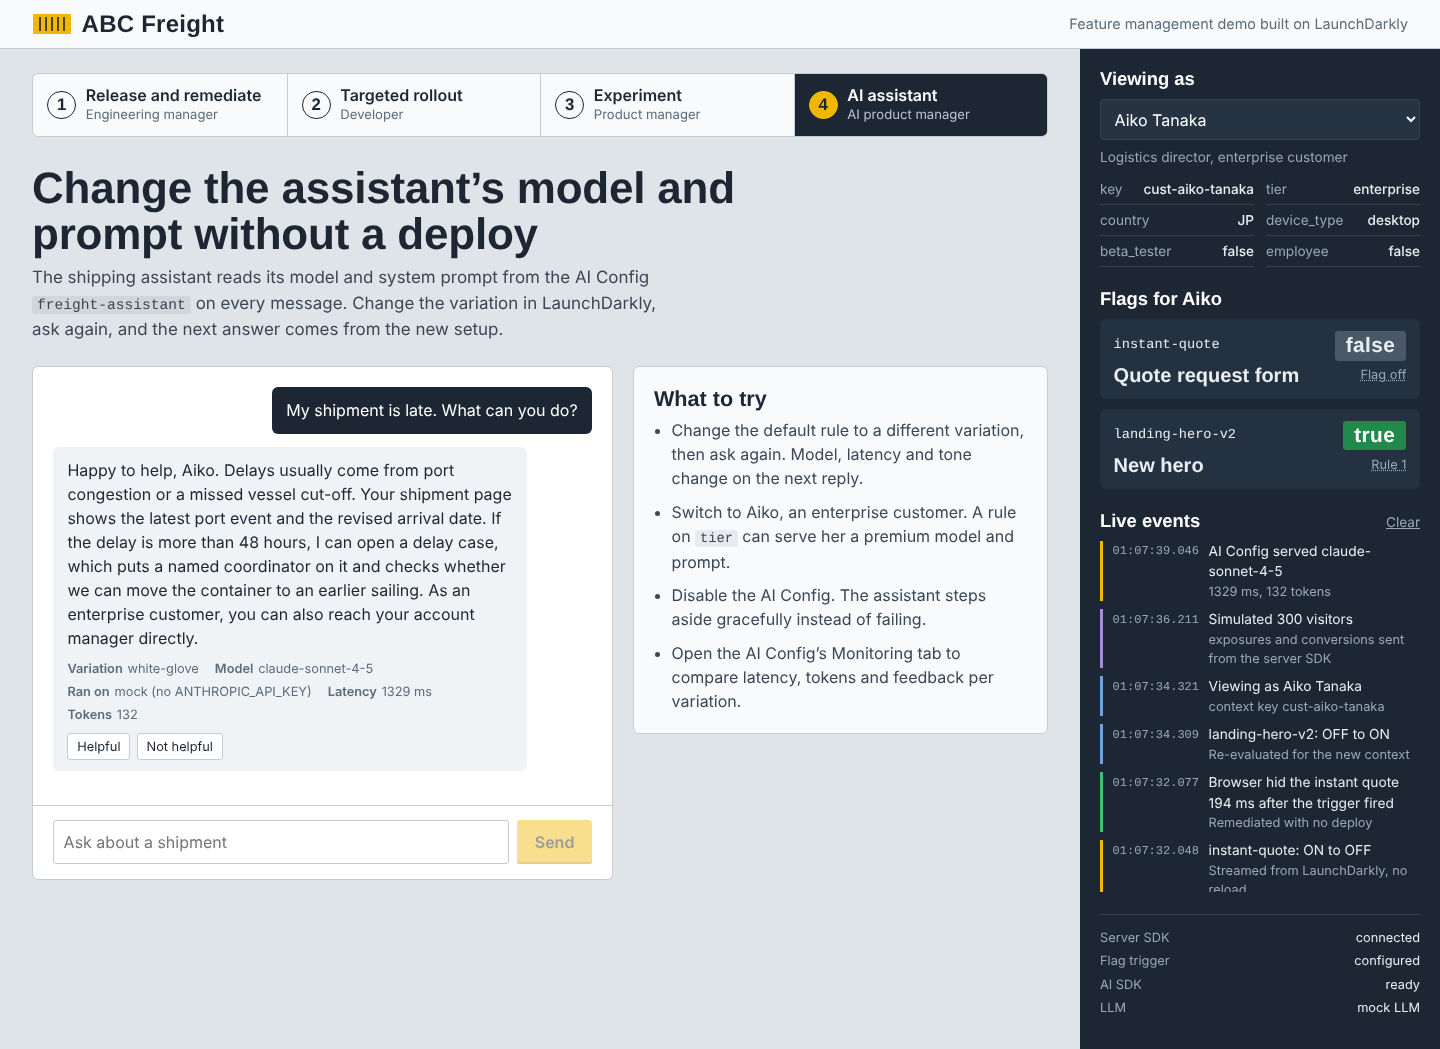 ABC Freight
Feature management demo built on LaunchDarkly
1
Release and remediate
Engineering manager
2
Targeted rollout
Developer
3
Experiment
Product manager
4
AI assistant
AI product manager
Change the assistant’s model and
prompt without a deploy
The shipping assistant reads its model and system prompt from the AI Config
freight-assistant on every message. Change the variation in LaunchDarkly,
ask again, and the next answer comes from the new setup.
My shipment is late. What can you do?
Happy to help, Aiko. Delays usually come from port
congestion or a missed vessel cut-off. Your shipment page
shows the latest port event and the revised arrival date. If
the delay is more than 48 hours, I can open a delay case,
which puts a named coordinator on it and checks whether
we can move the container to an earlier sailing. As an
enterprise customer, you can also reach your account
manager directly.
Variation white-glove Model claude-sonnet-4-5
Ran on mock (no ANTHROPIC_API_KEY) Latency 1329 ms
Tokens 132
Helpful Not helpful
Ask about a shipment
Send
What to try
• Change the default rule to a different variation,
then ask again. Model, latency and tone
change on the next reply.
• Switch to Aiko, an enterprise customer. A rule
on tier can serve her a premium model and
prompt.
• Disable the AI Config. The assistant steps
aside gracefully instead of failing.
• Open the AI Config’s Monitoring tab to
compare latency, tokens and feedback per
variation.
Viewing as
Aiko Tanaka
Logistics director, enterprise customer
key cust-aiko-tanaka tier enterprise
country JP device_type desktop
beta_tester false employee false
Flags for Aiko
instant-quote false
Quote request form Flag off
landing-hero-v2 true
New hero Rule 1
Live events Clear
01:07:39.046 AI Config served claude-
sonnet-4-5
1329 ms, 132 tokens
01:07:36.211 Simulated 300 visitors
exposures and conversions sent
from the server SDK
01:07:34.321 Viewing as Aiko Tanaka
context key cust-aiko-tanaka
01:07:34.309 landing-hero-v2: OFF to ON
Re-evaluated for the new context
01:07:32.077 Browser hid the instant quote
194 ms after the trigger fired
Remediated with no deploy
01:07:32.048 instant-quote: ON to OFF
Streamed from LaunchDarkly, no
reload
Server SDK connected
Flag trigger configured
AI SDK ready
LLM mock LLM